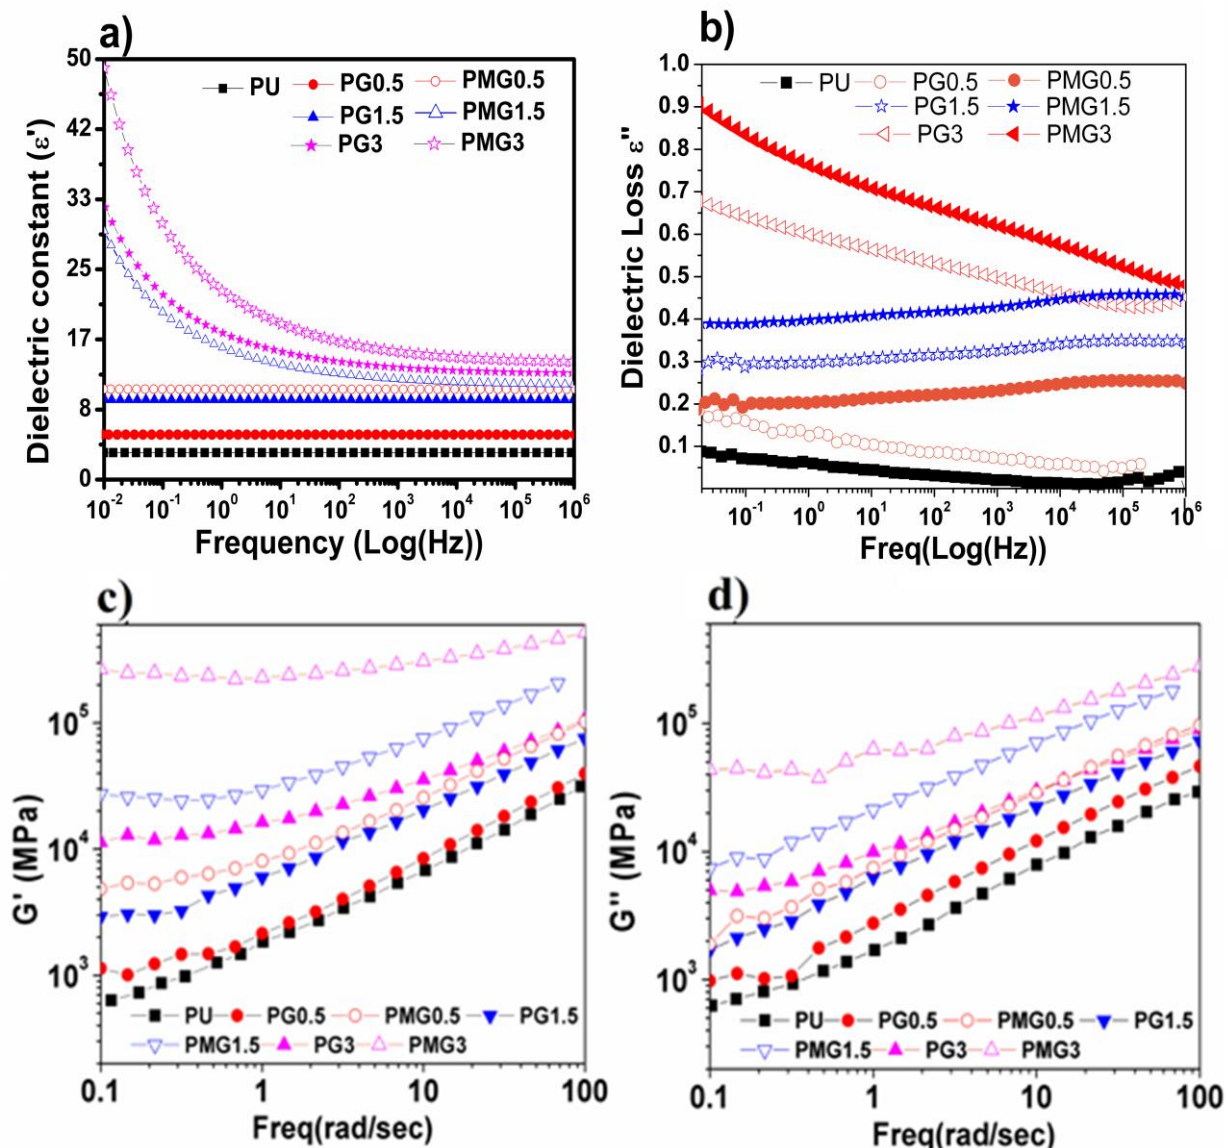 a)
50
42
33
25
17
8
0
Dielectric constant (ε')
PU PG0.5 PMG0.5
PG1.5 PMG1.5
PG3 PMG3
10-2 10-1 100 102 102 103 104 105 106
Frequency (Log(Hz))
b)
1.0
0.9
0.8
0.7
0.6
0.5
0.4
0.3
0.2
0.1
Dielectric Loss ε"
PU PG0.5 PMG0.5
PG1.5 PMG1.5
PG3 PMG3
10-1 100 101 102 103 104 105 106
Freq(Log(Hz))
c)
105
104
103
G' (MPa)
PU PG0.5 PMG0.5 PG1.5
PMG1.5 PG3 PMG3
0.1 1 10 100
Freq(rad/sec)
d)
105
104
103
G'' (MPa)
PU PG0.5 PMG0.5 PG1.5
PMG1.5 PG3 PMG3
0.1 1 10 100
Freq(rad/sec)